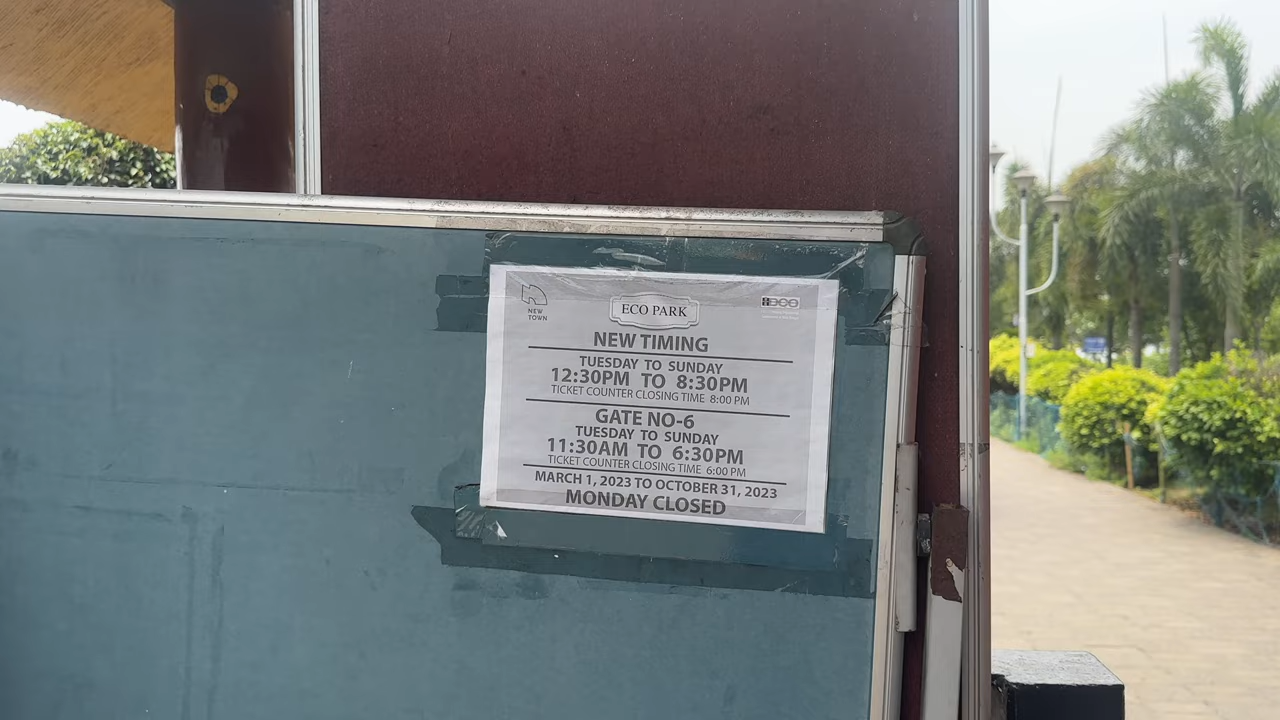 NEW
TOWN
ECO PARK
NEW TIMING
TUESDAY TO SUNDAY
12:30PM TO 8:30PM
TICKET COUNTER CLOSING TIME 8:00 PM
GATE NO-6
TUESDAY TO SUNDAY
11:30AM TO 6:30PM
TICKET COUNTER CLOSING TIME 6:00 PM
MARCH 1, 2023 TO OCTOBER 31, 2023
MONDAY CLOSED